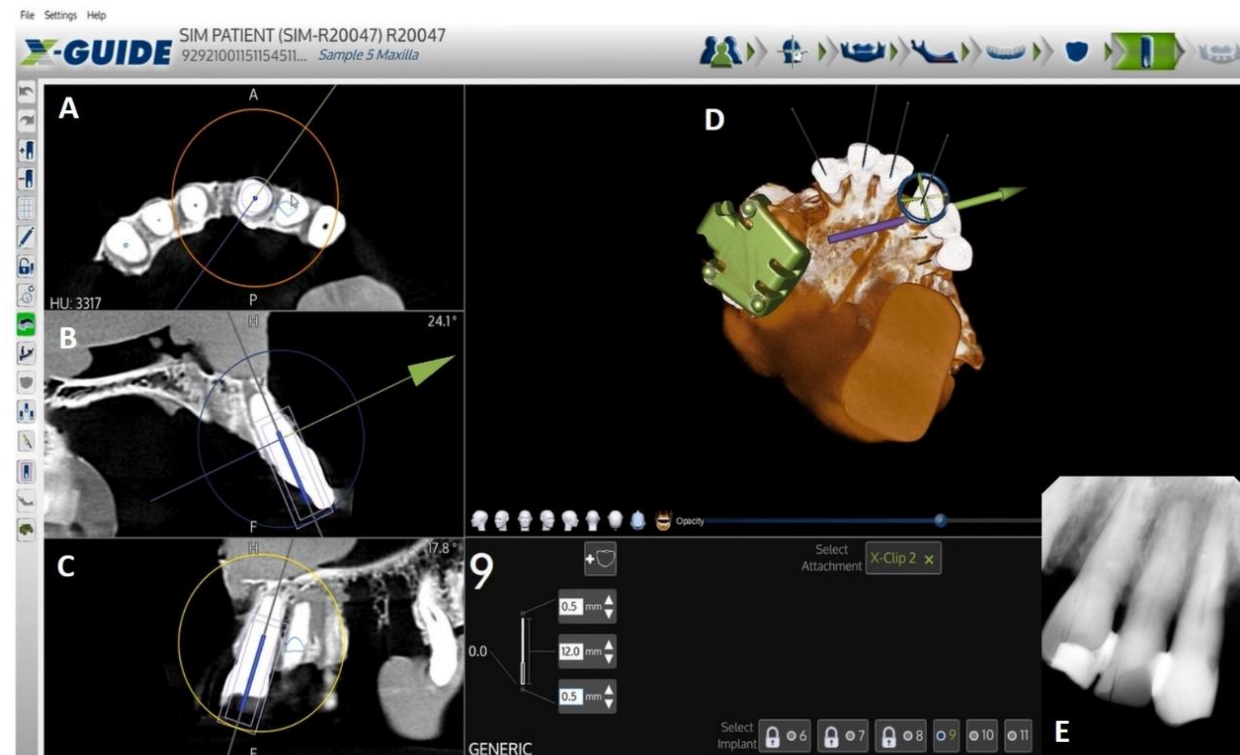 File Settings Help
X-GUIDE
SIM PATIENT (SIM-R20047) R20047
92921001151154511... Sample 5 Maxilla
A
A
P
HU: 3317
B
H
24.1°
F
C
H
17.8°
F
D
Opacity
9
Select
Attachment
X-Clip 2 ×
0.5 mm
0.0
12.0 mm
0.5 mm
GENERIC
Select
Implant
6 7 8 9 10 11
E